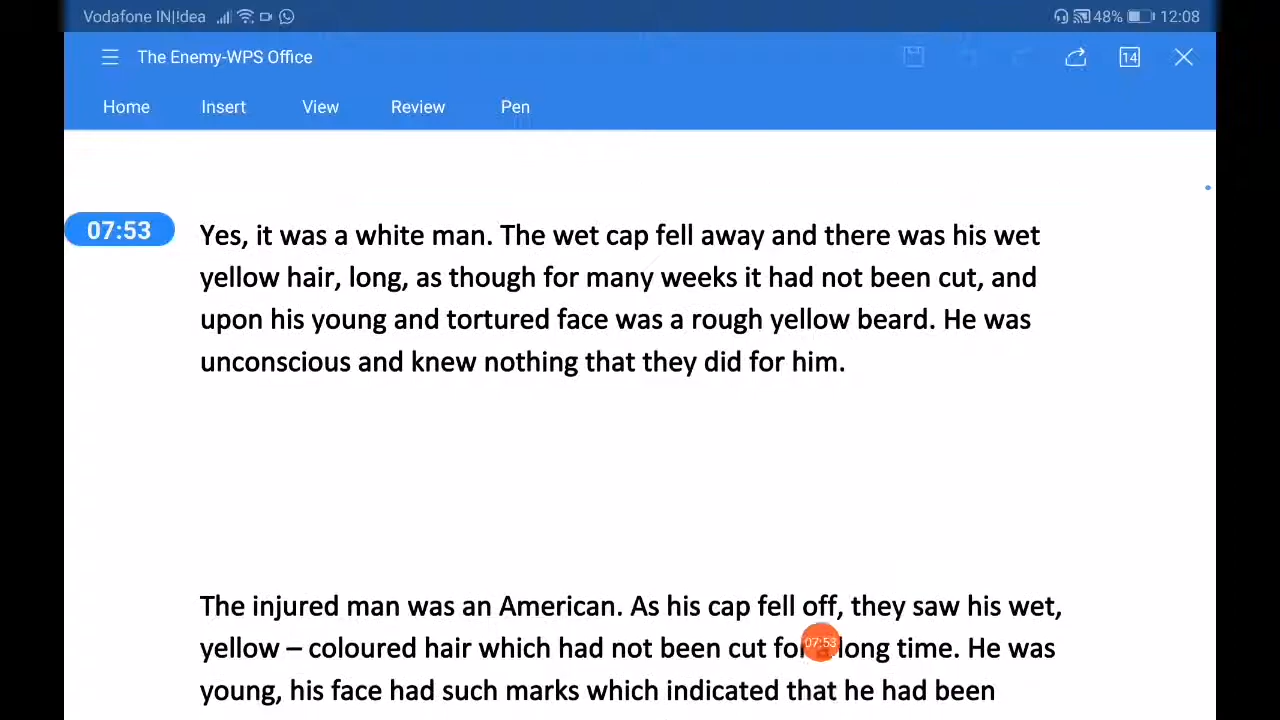 Vodafone IN|!dea 48% 12:08
The Enemy-WPS Office 14
Home Insert View Review Pen
07:53
Yes, it was a white man. The wet cap fell away and there was his wet
yellow hair, long, as though for many weeks it had not been cut, and
upon his young and tortured face was a rough yellow beard. He was
unconscious and knew nothing that they did for him.
The injured man was an American. As his cap fell off, they saw his wet,
yellow – coloured hair which had not been cut for a long time. He was
07:53
young, his face had such marks which indicated that he had been